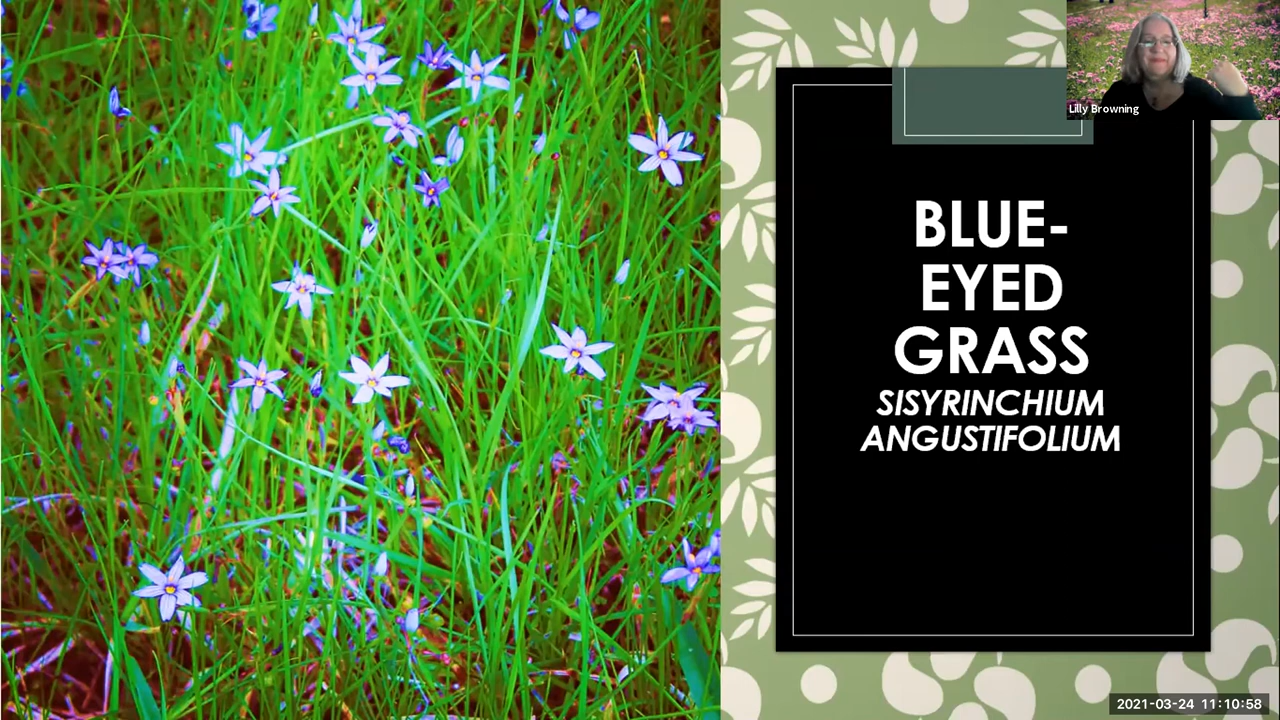 Lilly Browning
BLUE-
EYED
GRASS
SISYRINCHIUM
ANGUSTIFOLIUM
2021-03-24 11:10:58